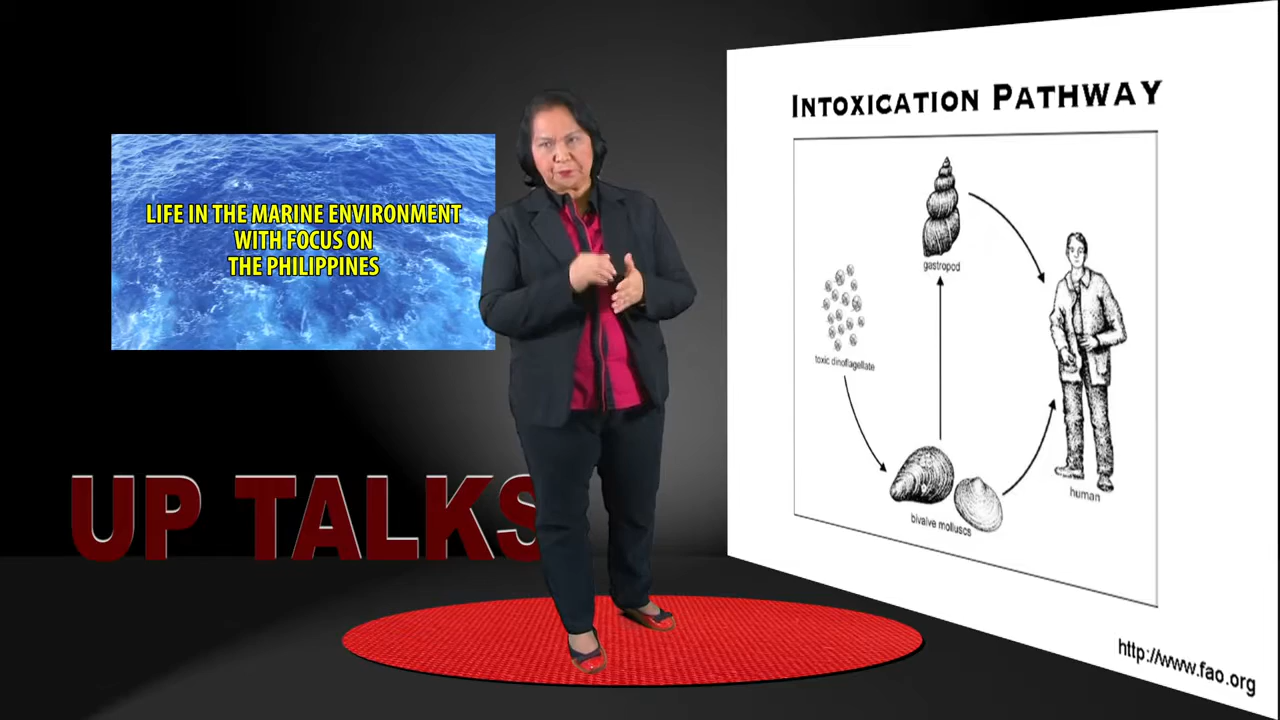 LIFE IN THE MARINE ENVIRONMENT
WITH FOCUS ON
THE PHILIPPINES
UP TALKS
INTOXICATION PATHWAY
gastropod
toxic dinoflagellate
human
bivalve molluscs
http://www.fao.org